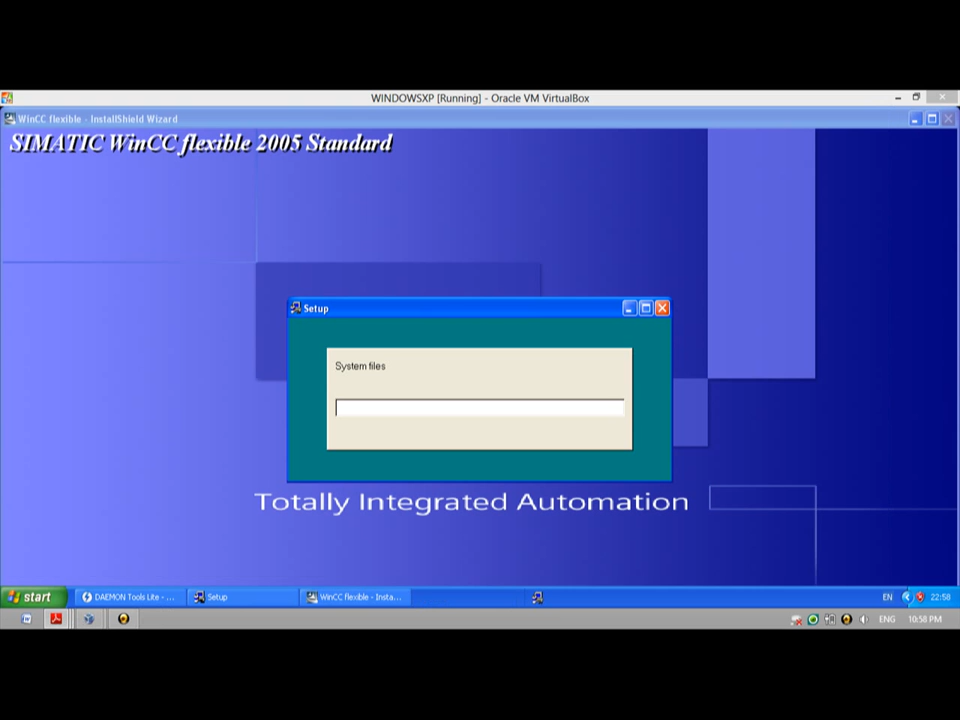 WINDOWSXP [Running] - Oracle VM VirtualBox
WinCC flexible - InstallShield Wizard
SIMATIC WinCC flexible 2005 Standard
Setup
System files
Totally Integrated Automation
start
DAEMON Tools Lite - ...
Setup
WinCC flexible - Insta...
EN
22:58
ENG
10:58 PM